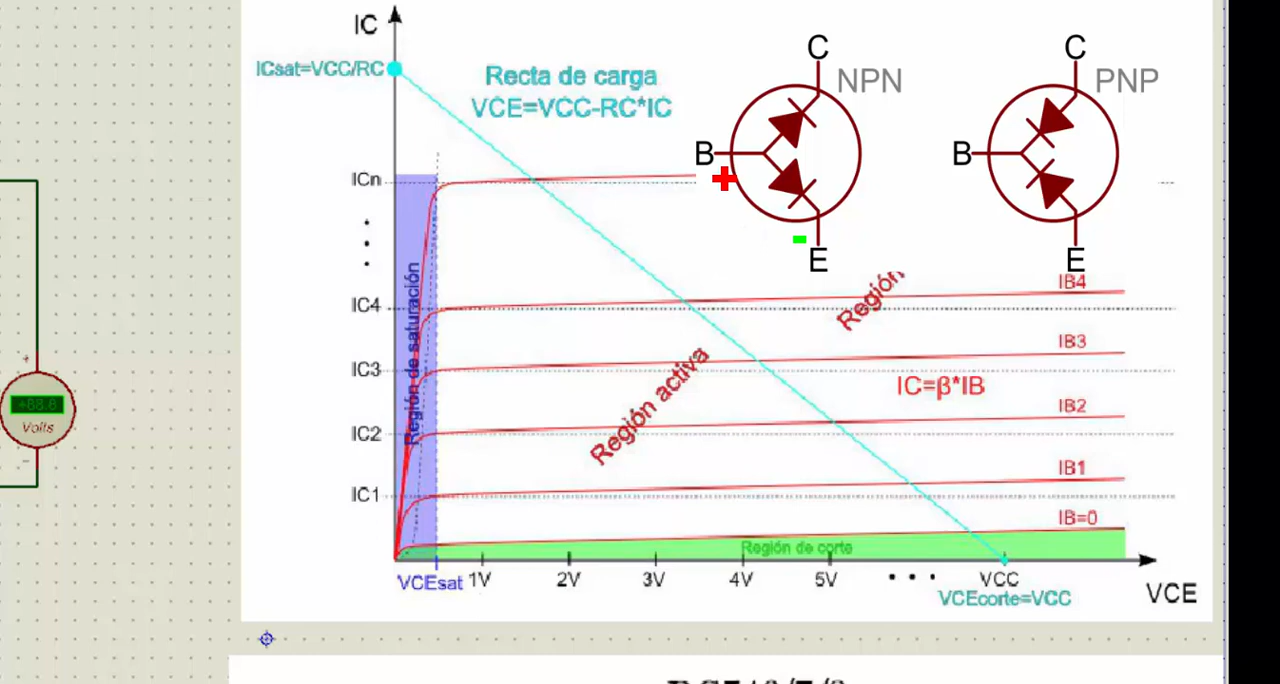 IC
ICsat=VCC/RC
Recta de carga
VCE=VCC-RC*IC
C
NPN
C
PNP
B
B
E
E
ICn
IC4
IC3
IC2
IC1
Región de saturación
Región activa
Región
IB4
IB3
IC=β*IB
IB2
IB1
IB=0
Región de corte
VCEsat
1V
2V
3V
4V
5V
VCC
VCE
VCEcorte=VCC
+
Volts